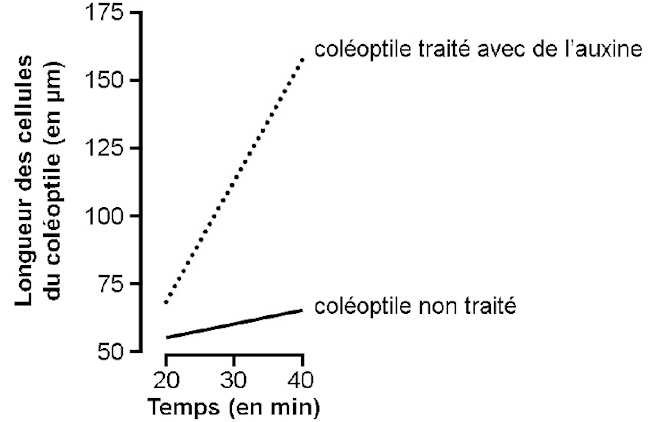 Longueur des cellules
du coléoptile (en µm)
175
150
125
100
75
50
coléoptile traité avec de l'auxine
coléoptile non traité
20 30 40
Temps (en min)